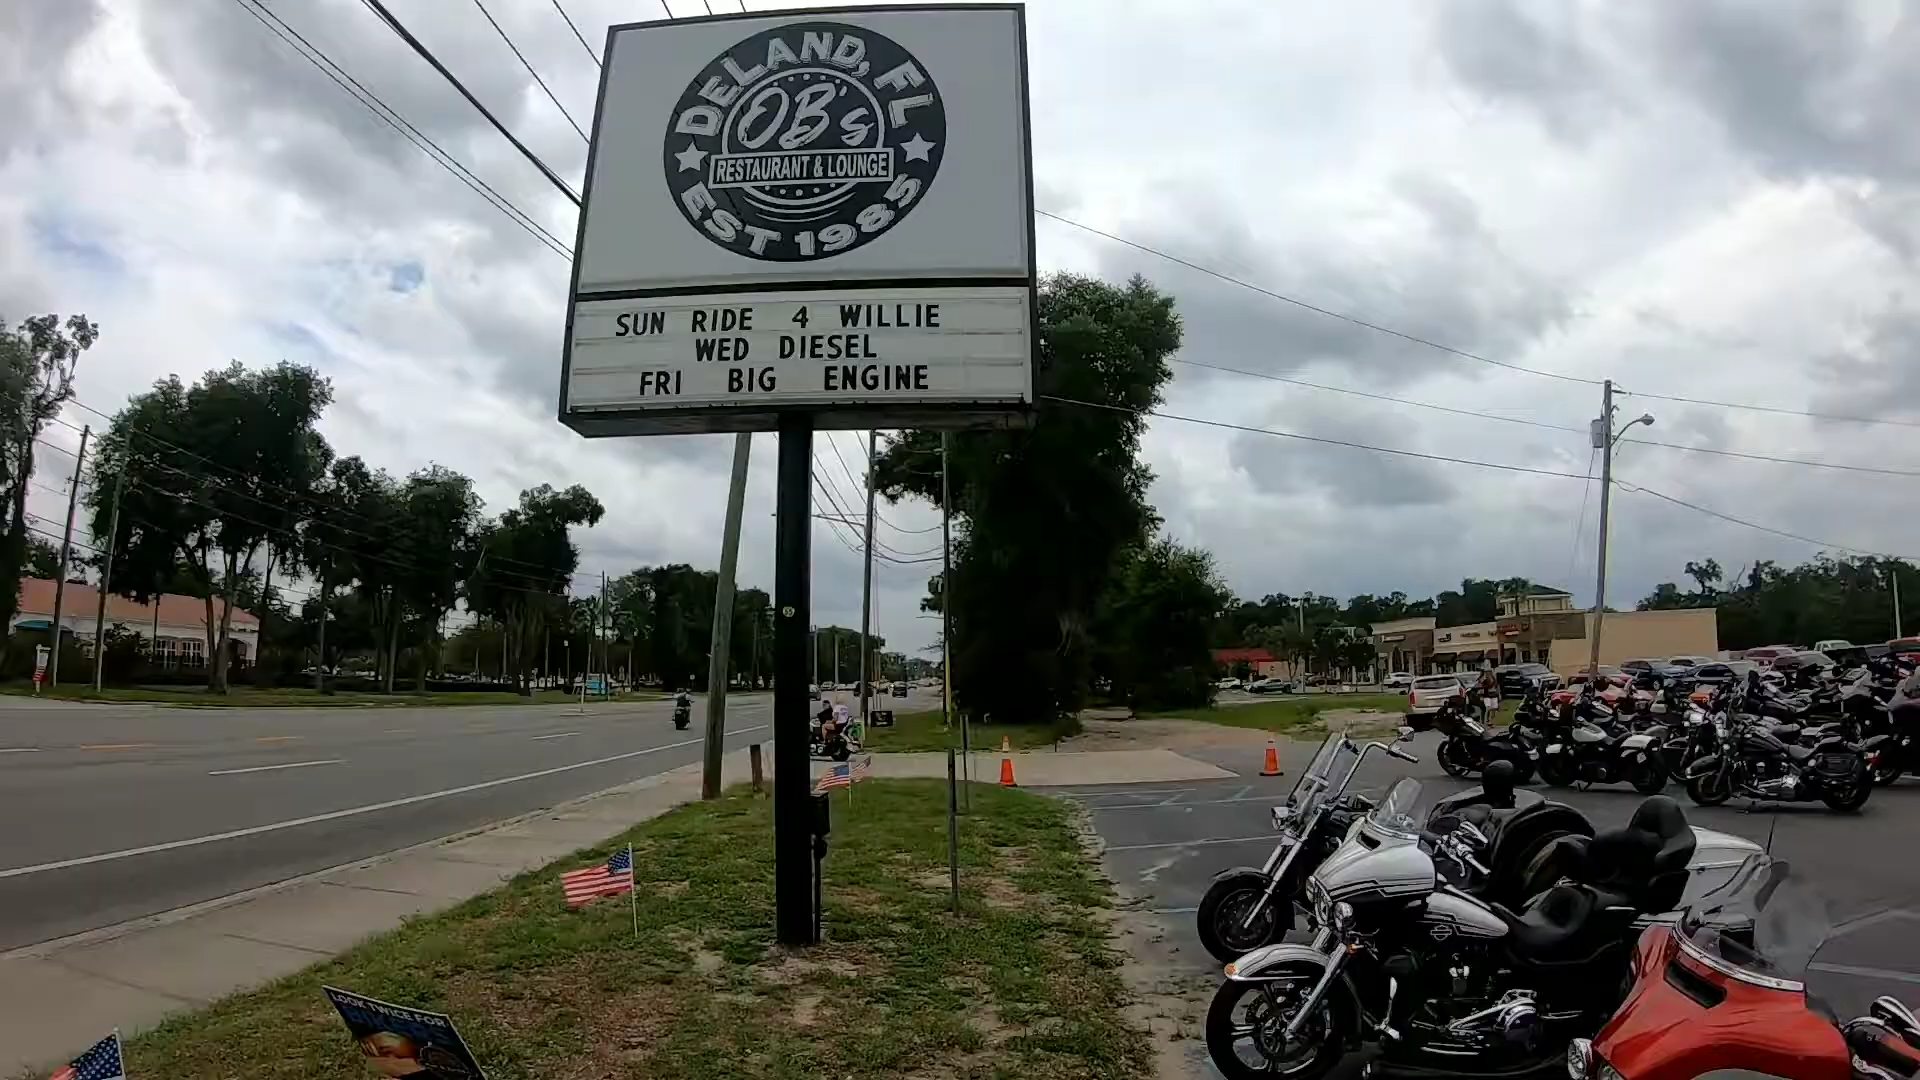 DELAND, FL
OB's
RESTAURANT & LOUNGE
EST 1985
SUN RIDE 4 WILLIE
WED DIESEL
FRI BIG ENGINE
LOOK TWICE FOR